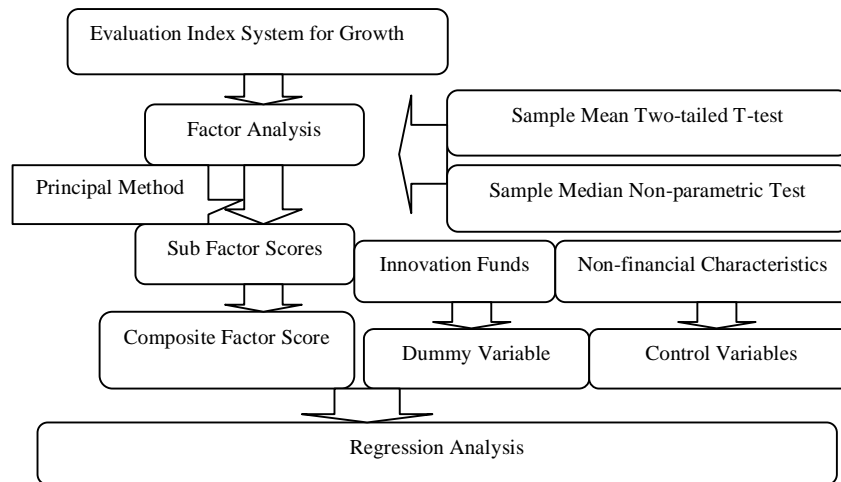 Evaluation Index System for Growth
Factor Analysis
Sample Mean Two-tailed T-test
Principal Method
Sample Median Non-parametric Test
Sub Factor Scores
Innovation Funds
Non-financial Characteristics
Composite Factor Score
Dummy Variable
Control Variables
Regression Analysis